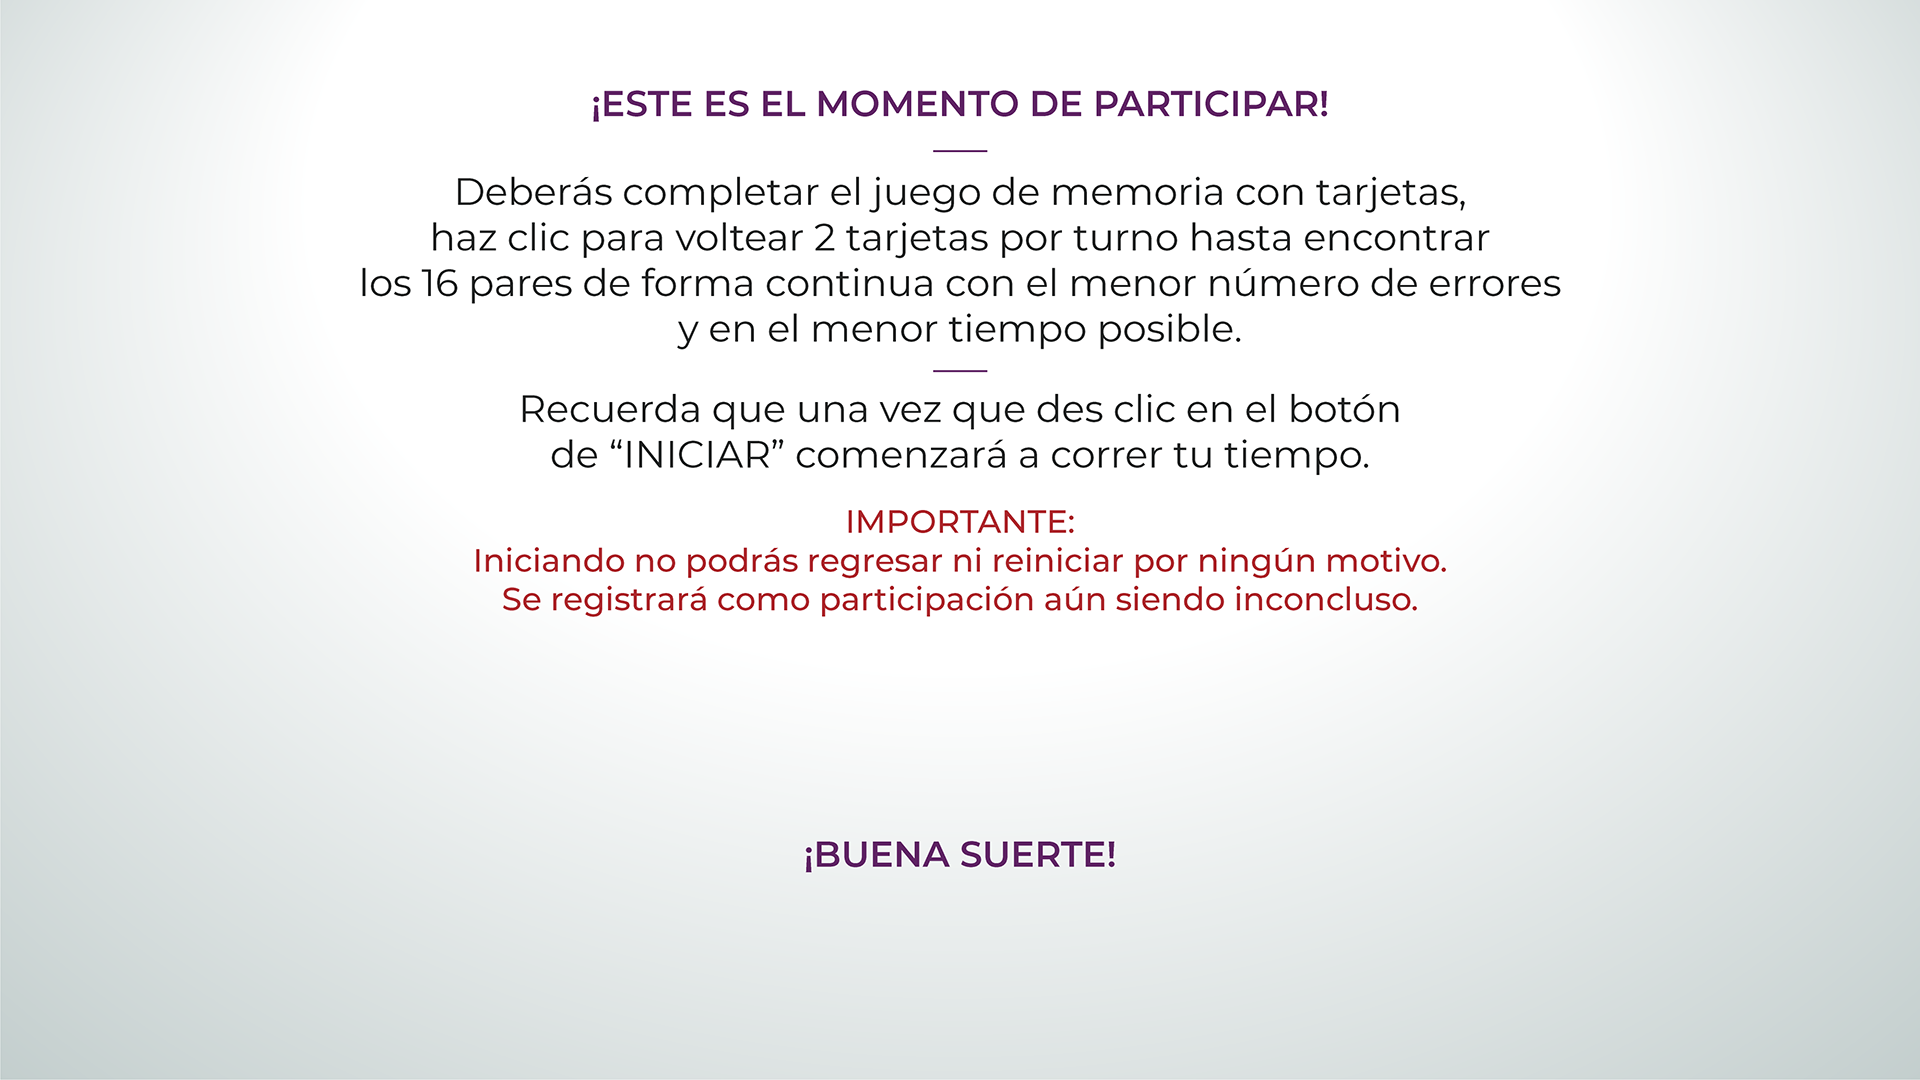 ¡ESTE ES EL MOMENTO DE PARTICIPAR!
Deberás completar el juego de memoria con tarjetas,
haz clic para voltear 2 tarjetas por turno hasta encontrar
los 16 pares de forma continua con el menor número de errores
y en el menor tiempo posible.
Recuerda que una vez que des clic en el botón
de “INICIAR” comenzará a correr tu tiempo.
IMPORTANTE:
Iniciando no podrás regresar ni reiniciar por ningún motivo.
Se registrará como participación aún siendo inconcluso.
¡BUENA SUERTE!